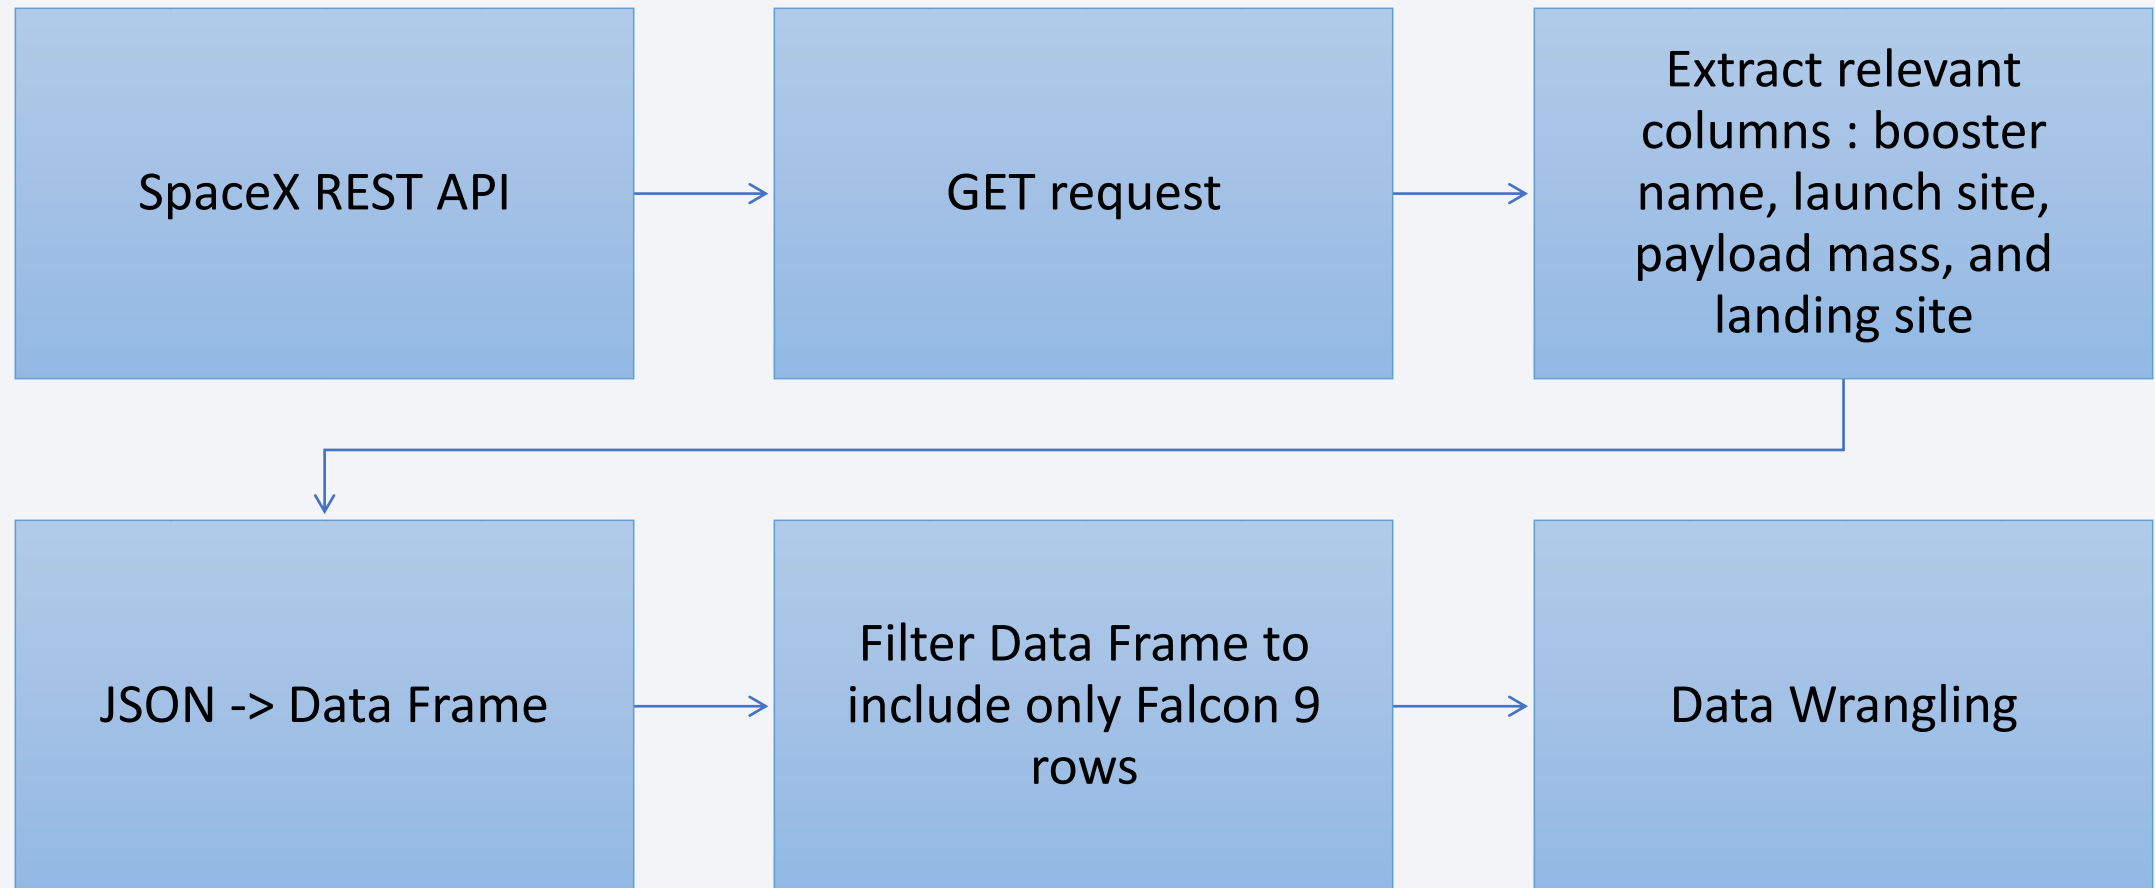 SpaceX REST API
GET request
Extract relevant
columns : booster
name, launch site,
payload mass, and
landing site
JSON -> Data Frame
Filter Data Frame to
include only Falcon 9
rows
Data Wrangling